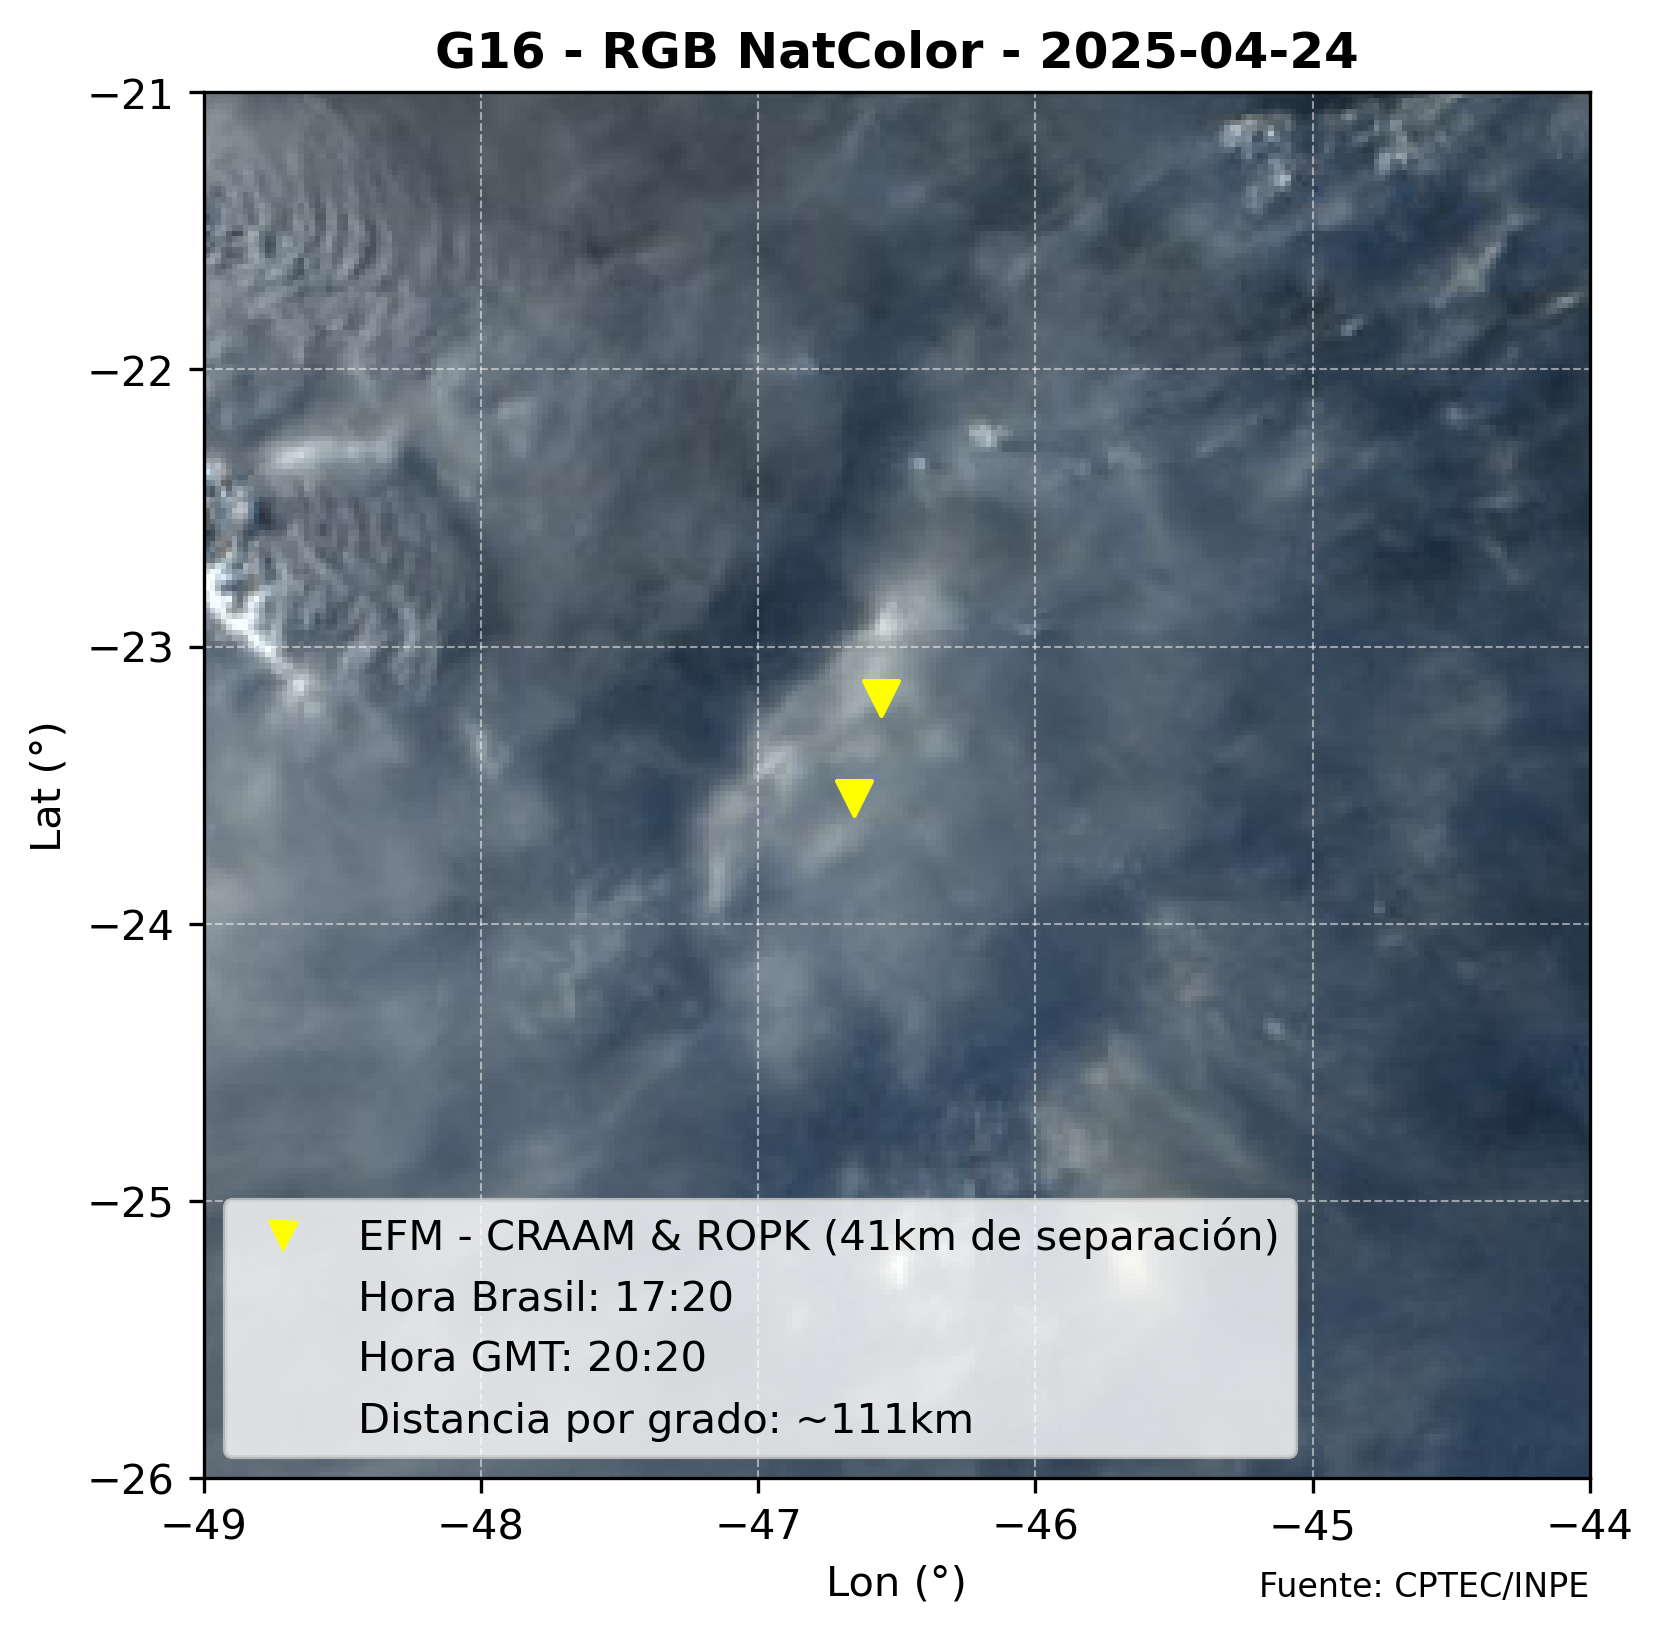 G16 - RGB NatColor - 2025-04-24
−21
−22
−23
−24
−25
−26
Lat (°)
EFM - CRAAM & ROPK (41km de separación)
Hora Brasil: 17:20
Hora GMT: 20:20
Distancia por grado: ~111km
−49 −48 −47 −46 −45 −44
Lon (°)
Fuente: CPTEC/INPE